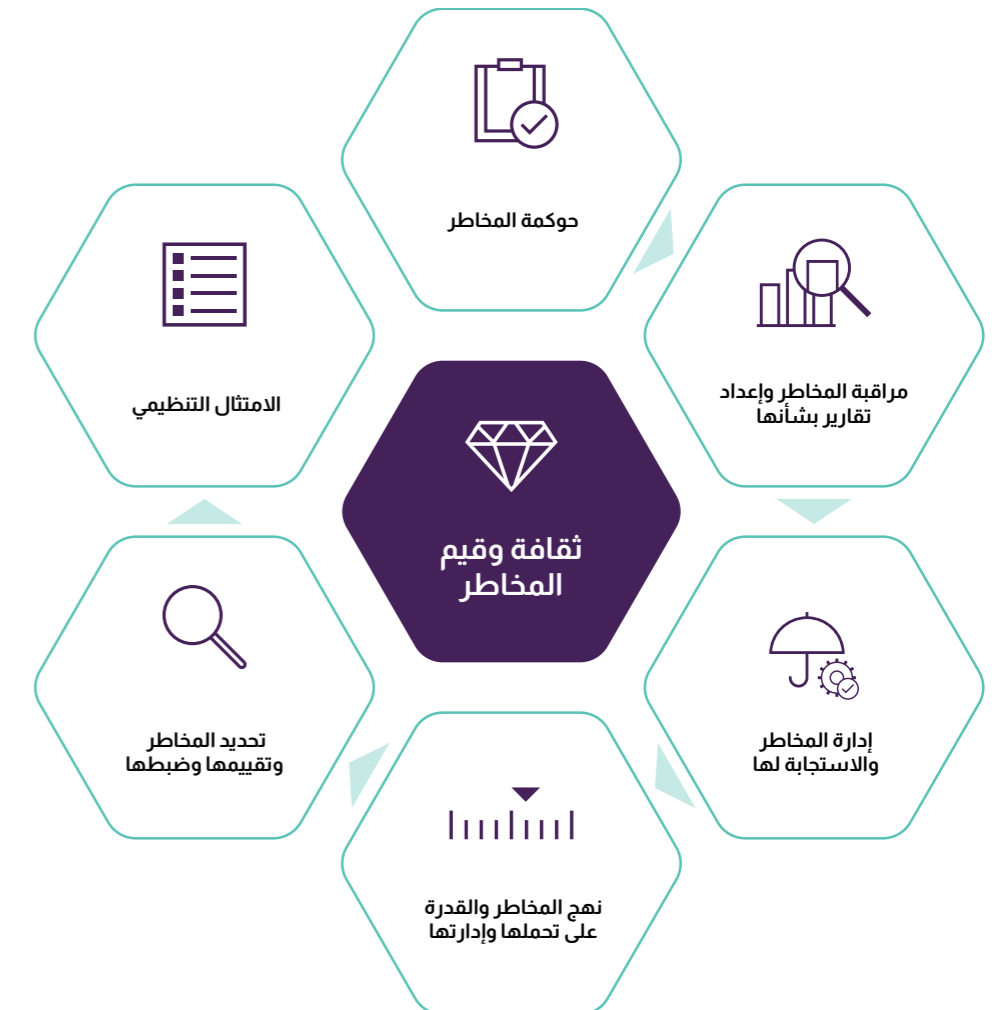 حوكمة المخاطر
مراقبة المخاطر وإعداد
تقارير بشأنها
إدارة المخاطر
والاستجابة لها
نهج المخاطر والقدرة
على تحملها وإدارتها
تحديد المخاطر
وتقييمها وضبطها
الامتثال التنظيمي
ثقافة وقيم
المخاطر